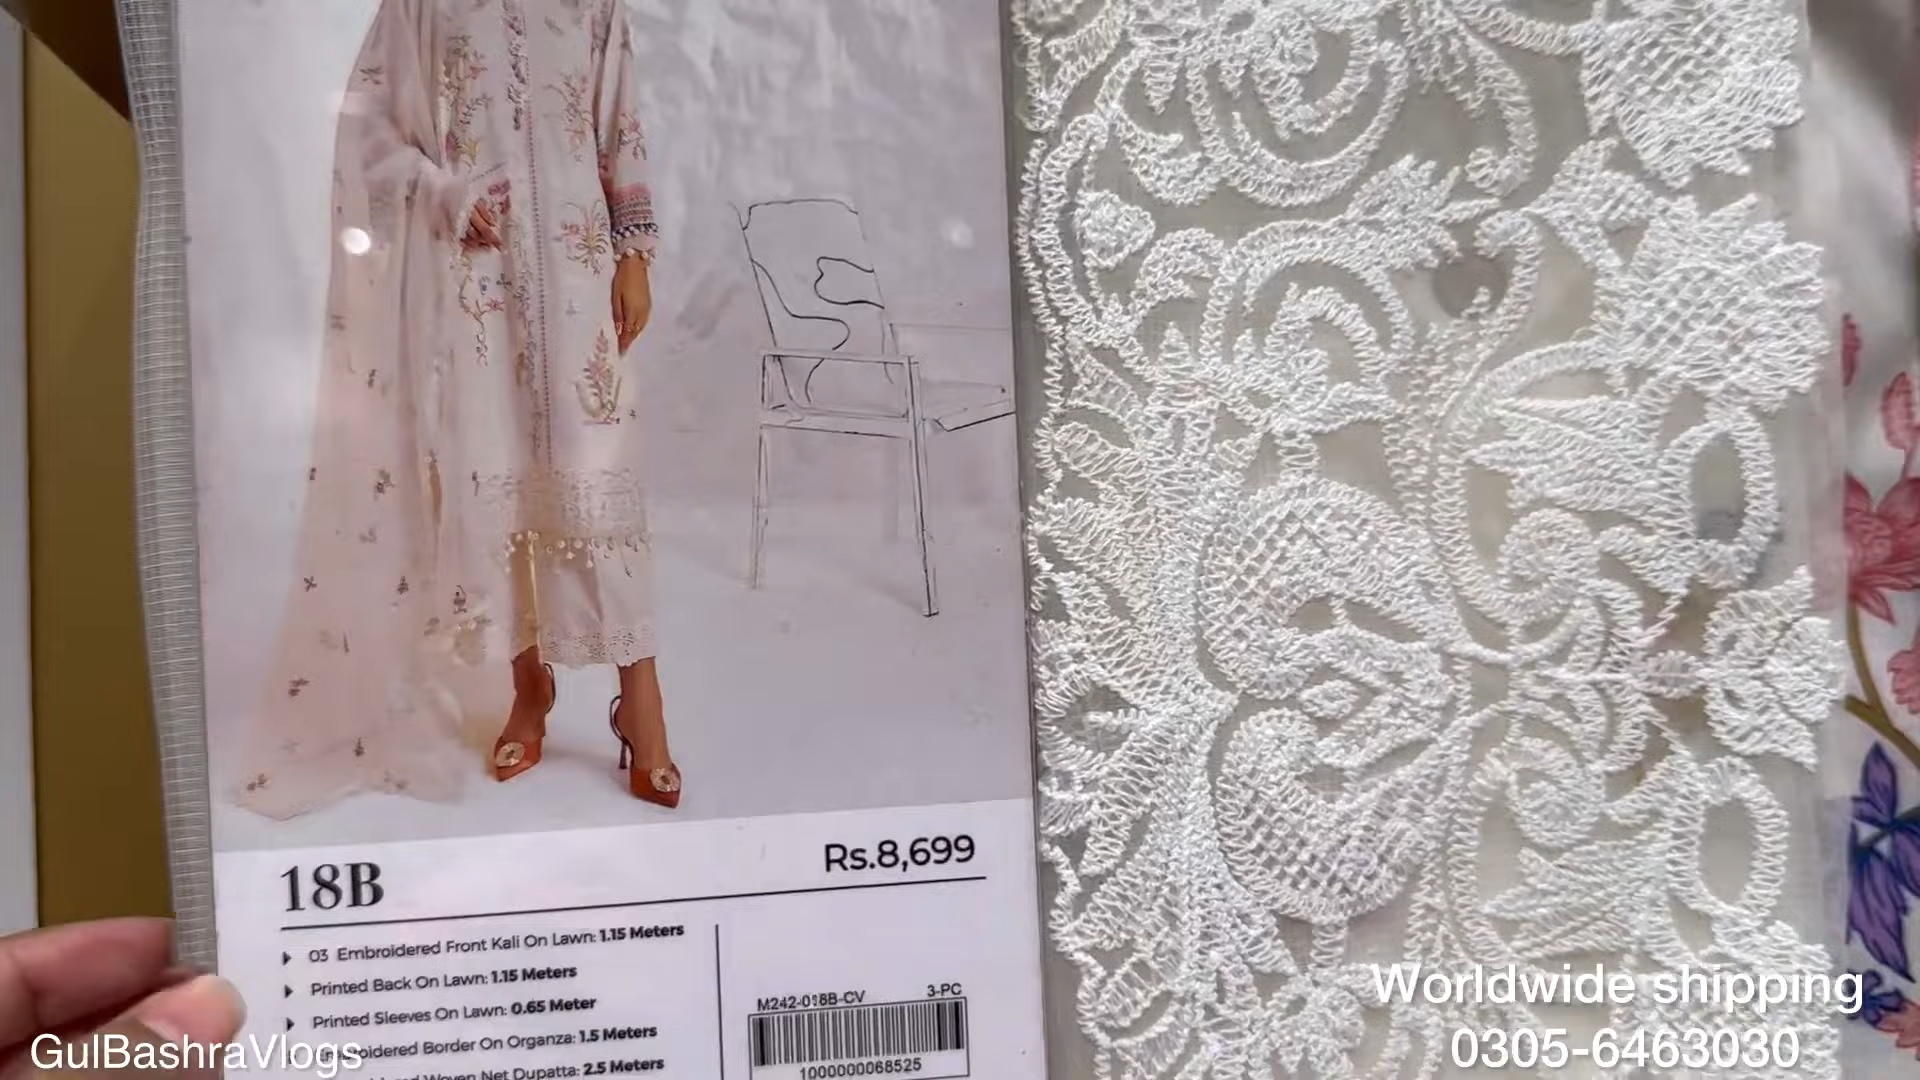 18B
Rs.8,699
03 Embroidered Front Kali On Lawn: 1.15 Meters
Printed Back On Lawn: 1.15 Meters
Printed Sleeves On Lawn: 0.65 Meter
Embroidered Border On Organza: 1.5 Meters
Woven Net Dupatta: 2.5 Meters
M242-018B-CV 3-PC
1000000068525
GulBashraVlogs
Worldwide shipping
0305-6463030